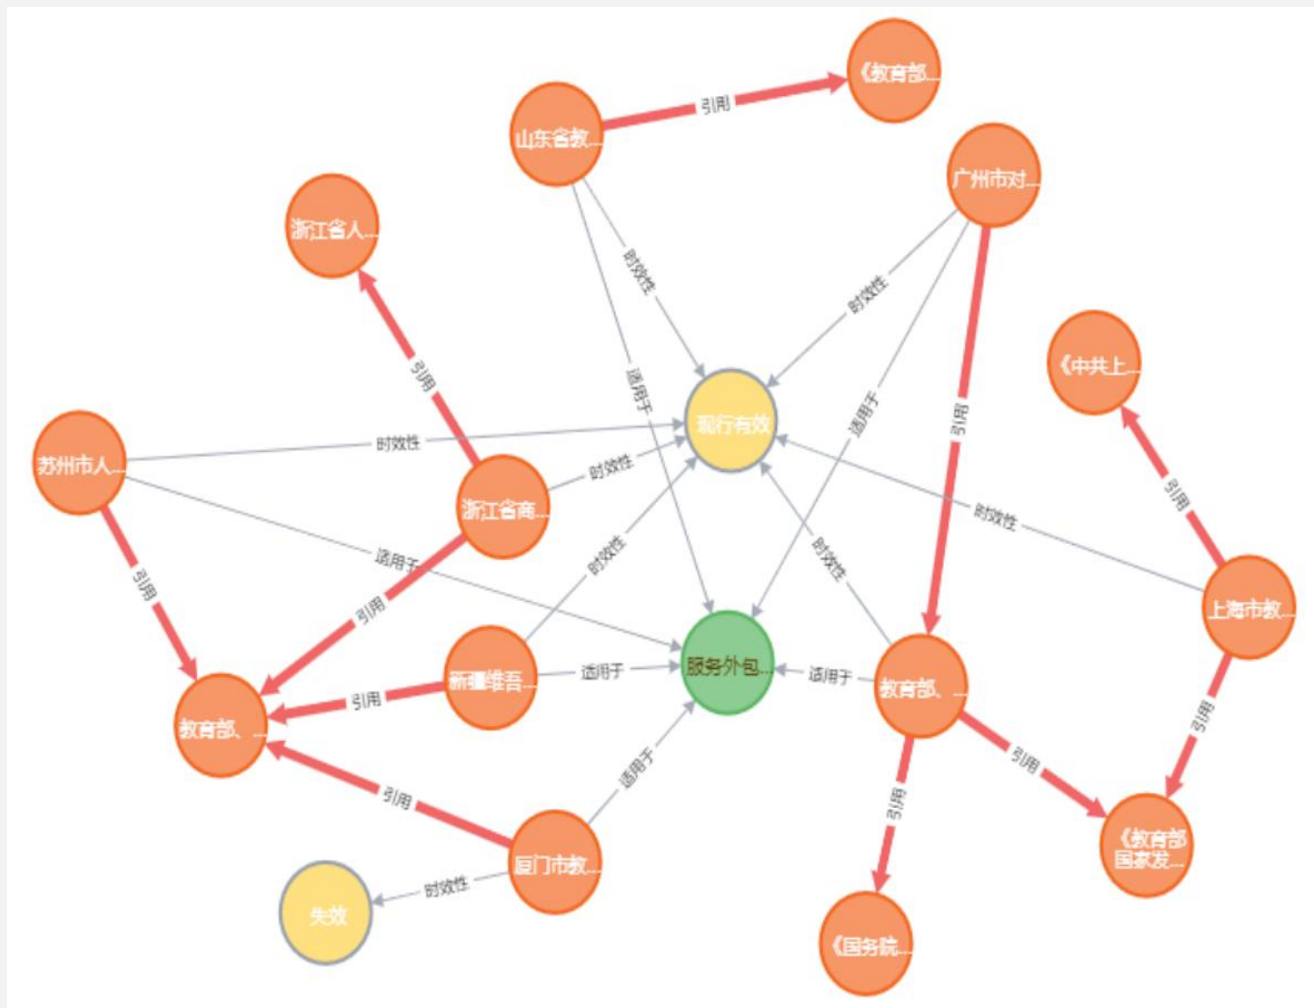 《教育部...
山东省教...
引用
广州市对...
浙江省人...
时效性
时效性
《中共上...
引用
适用于
适用于
引用
现行有效
时效性
苏州市人...
时效性
引用
浙江省商...
时效性
适用于
时效性
时效性
引用
引用
上海市教...
服务外包...
适用于
适用于
新疆维吾...
教育部、...
引用
引用
教育部、...
引用
适用于
引用
引用
《教育部
国家发...
厦门市教...
时效性
失效
《国务院...